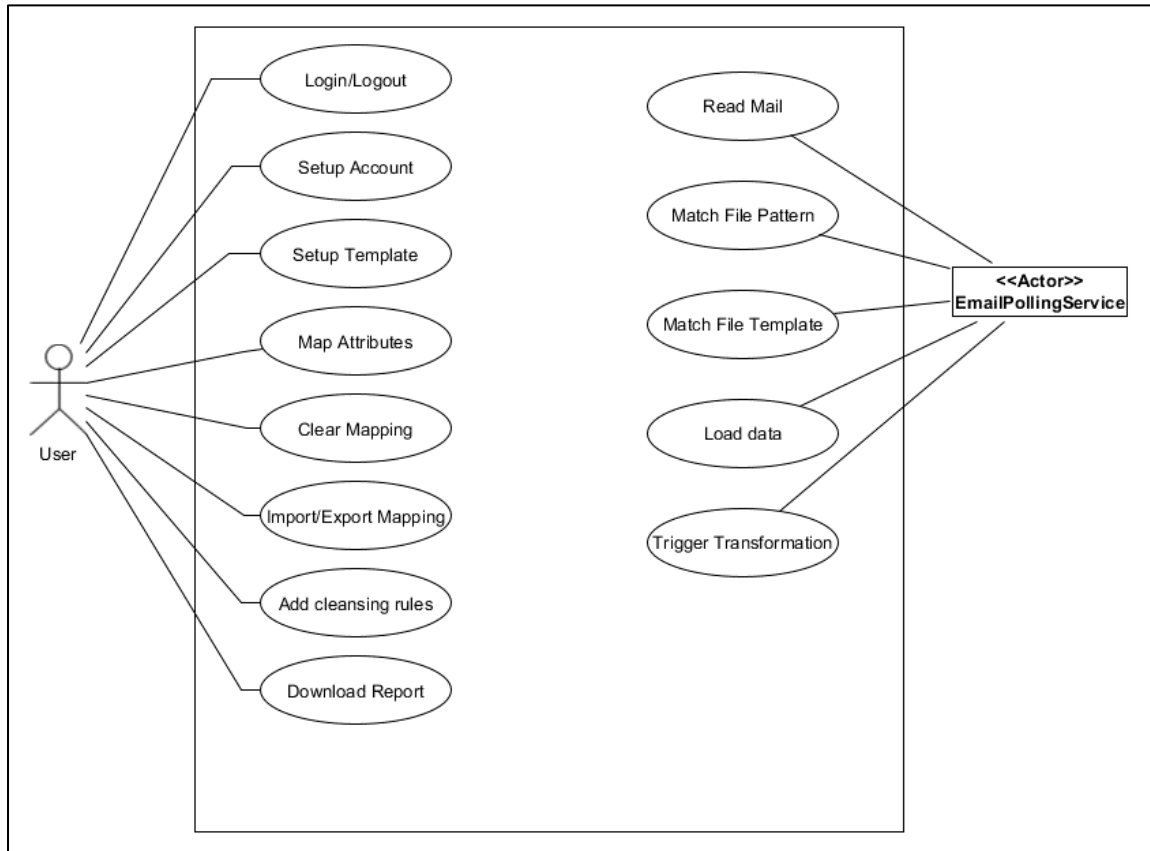 Login/Logout
Setup Account
Setup Template
Map Attributes
Clear Mapping
Import/Export Mapping
Add cleansing rules
Download Report
User
Read Mail
Match File Pattern
Match File Template
Load data
Trigger Transformation
<<Actor>>
EmailPollingService